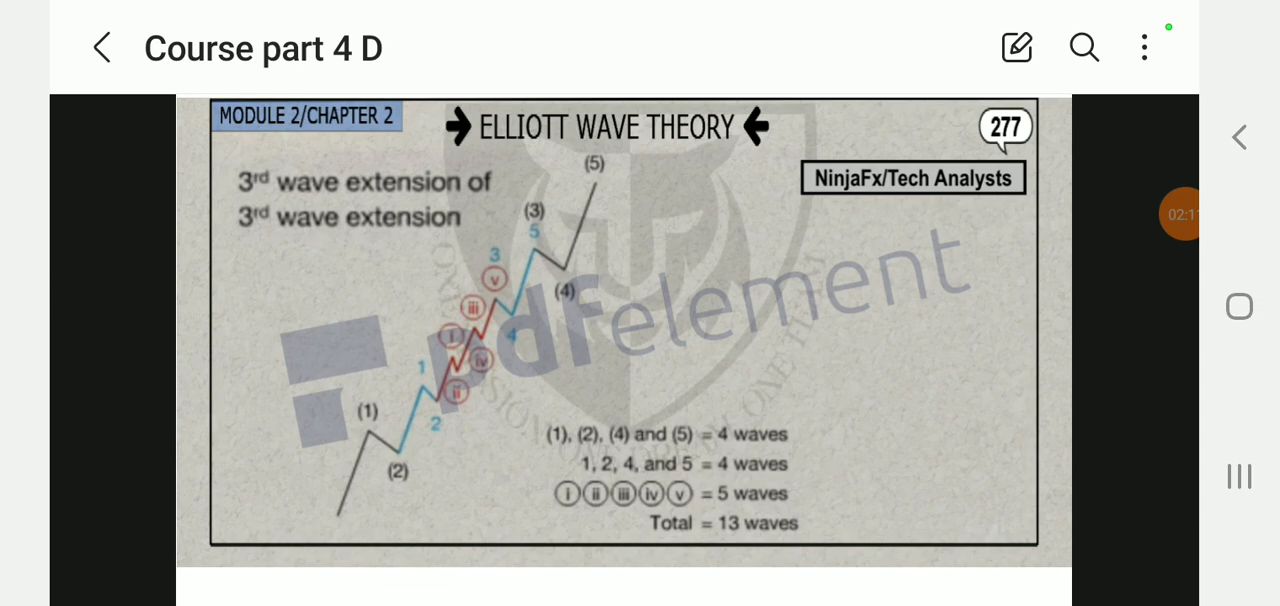 Course part 4 D
MODULE 2/CHAPTER 2
ELLIOTT WAVE THEORY
277
NinjaFx/Tech Analysts
3rd wave extension of
3rd wave extension
(5)
(3)
5
3
v
(4)
iii
i
4
iv
1
ii
(1)
2
(2)
pdfelement
(1), (2), (4) and (5) = 4 waves
1, 2, 4, and 5 = 4 waves
i ii iii iv v = 5 waves
Total = 13 waves